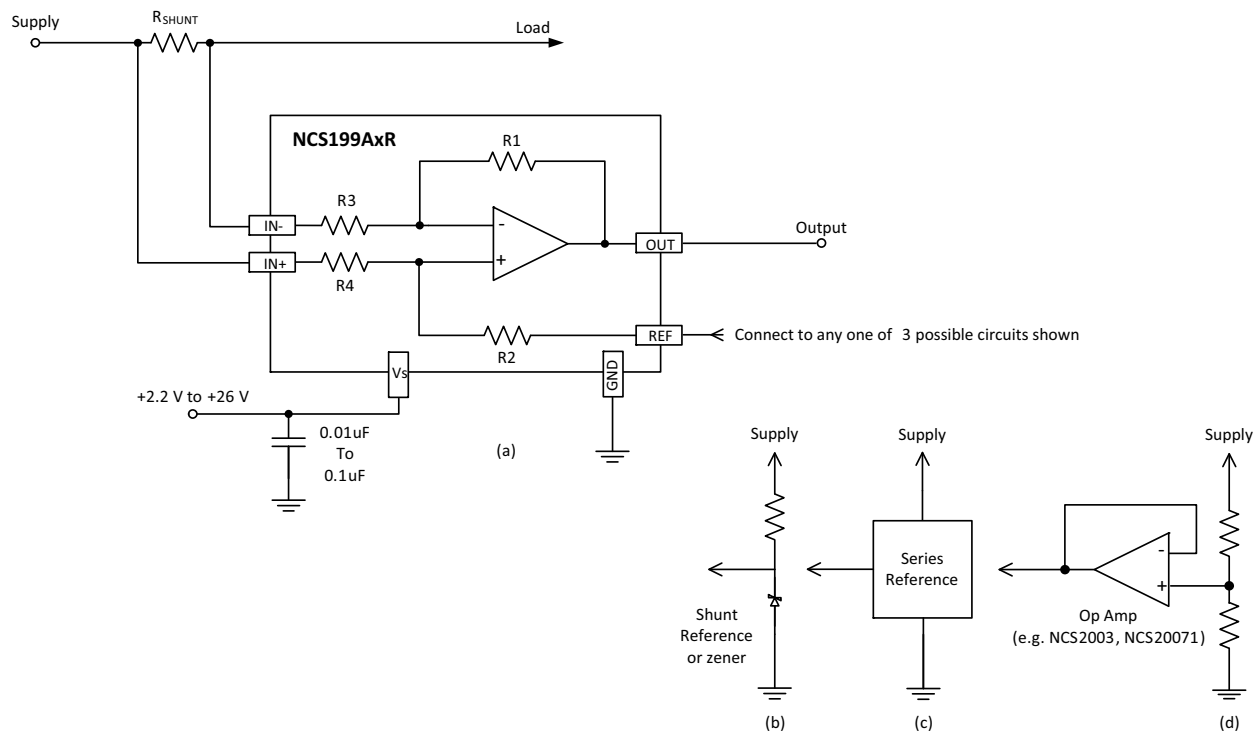 Supply
RSHUNT
Load
NCS199AxR
R1
R3
IN-
-
Output
OUT
IN+
+
R4
R2
REF
Connect to any one of 3 possible circuits shown
Vs
GND
+2.2 V to +26 V
0.01uF
To
0.1uF
(a)
Supply
Supply
Supply
Shunt
Reference
or zener
Series
Reference
-
+
Op Amp
(e.g. NCS2003, NCS20071)
(b)
(c)
(d)